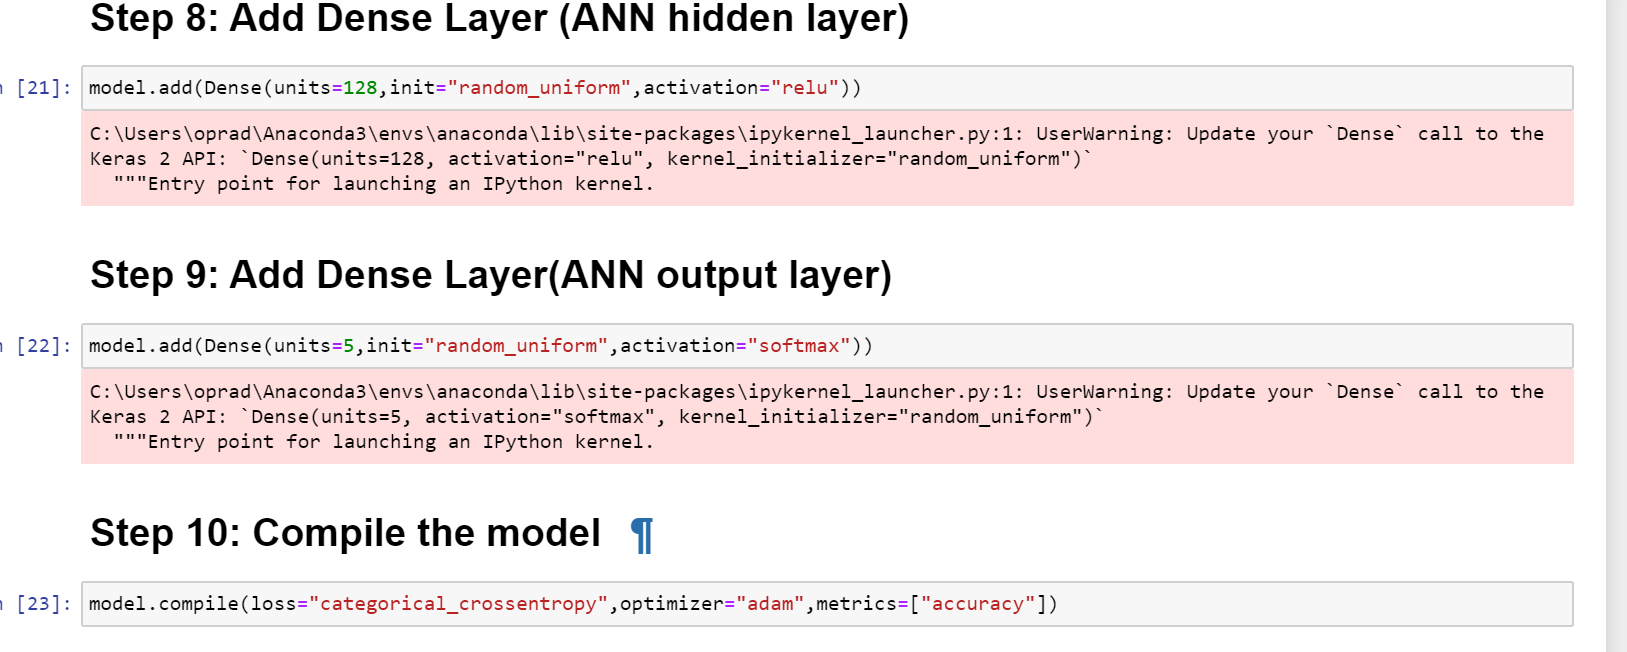 Step 8: Add Dense Layer (ANN hidden layer)
[21]: model.add(Dense(units=128,init="random_uniform",activation="relu"))
C:\Users\oprad\Anaconda3\envs\anaconda\lib\site-packages\ipykernel_launcher.py:1: UserWarning: Update your `Dense` call to the
Keras 2 API: `Dense(units=128, activation="relu", kernel_initializer="random_uniform")`
"""Entry point for launching an IPython kernel.
Step 9: Add Dense Layer(ANN output layer)
[22]: model.add(Dense(units=5,init="random_uniform",activation="softmax"))
C:\Users\oprad\Anaconda3\envs\anaconda\lib\site-packages\ipykernel_launcher.py:1: UserWarning: Update your `Dense` call to the
Keras 2 API: `Dense(units=5, activation="softmax", kernel_initializer="random_uniform")`
"""Entry point for launching an IPython kernel.
Step 10: Compile the model ¶
[23]: model.compile(loss="categorical_crossentropy",optimizer="adam",metrics=["accuracy"])